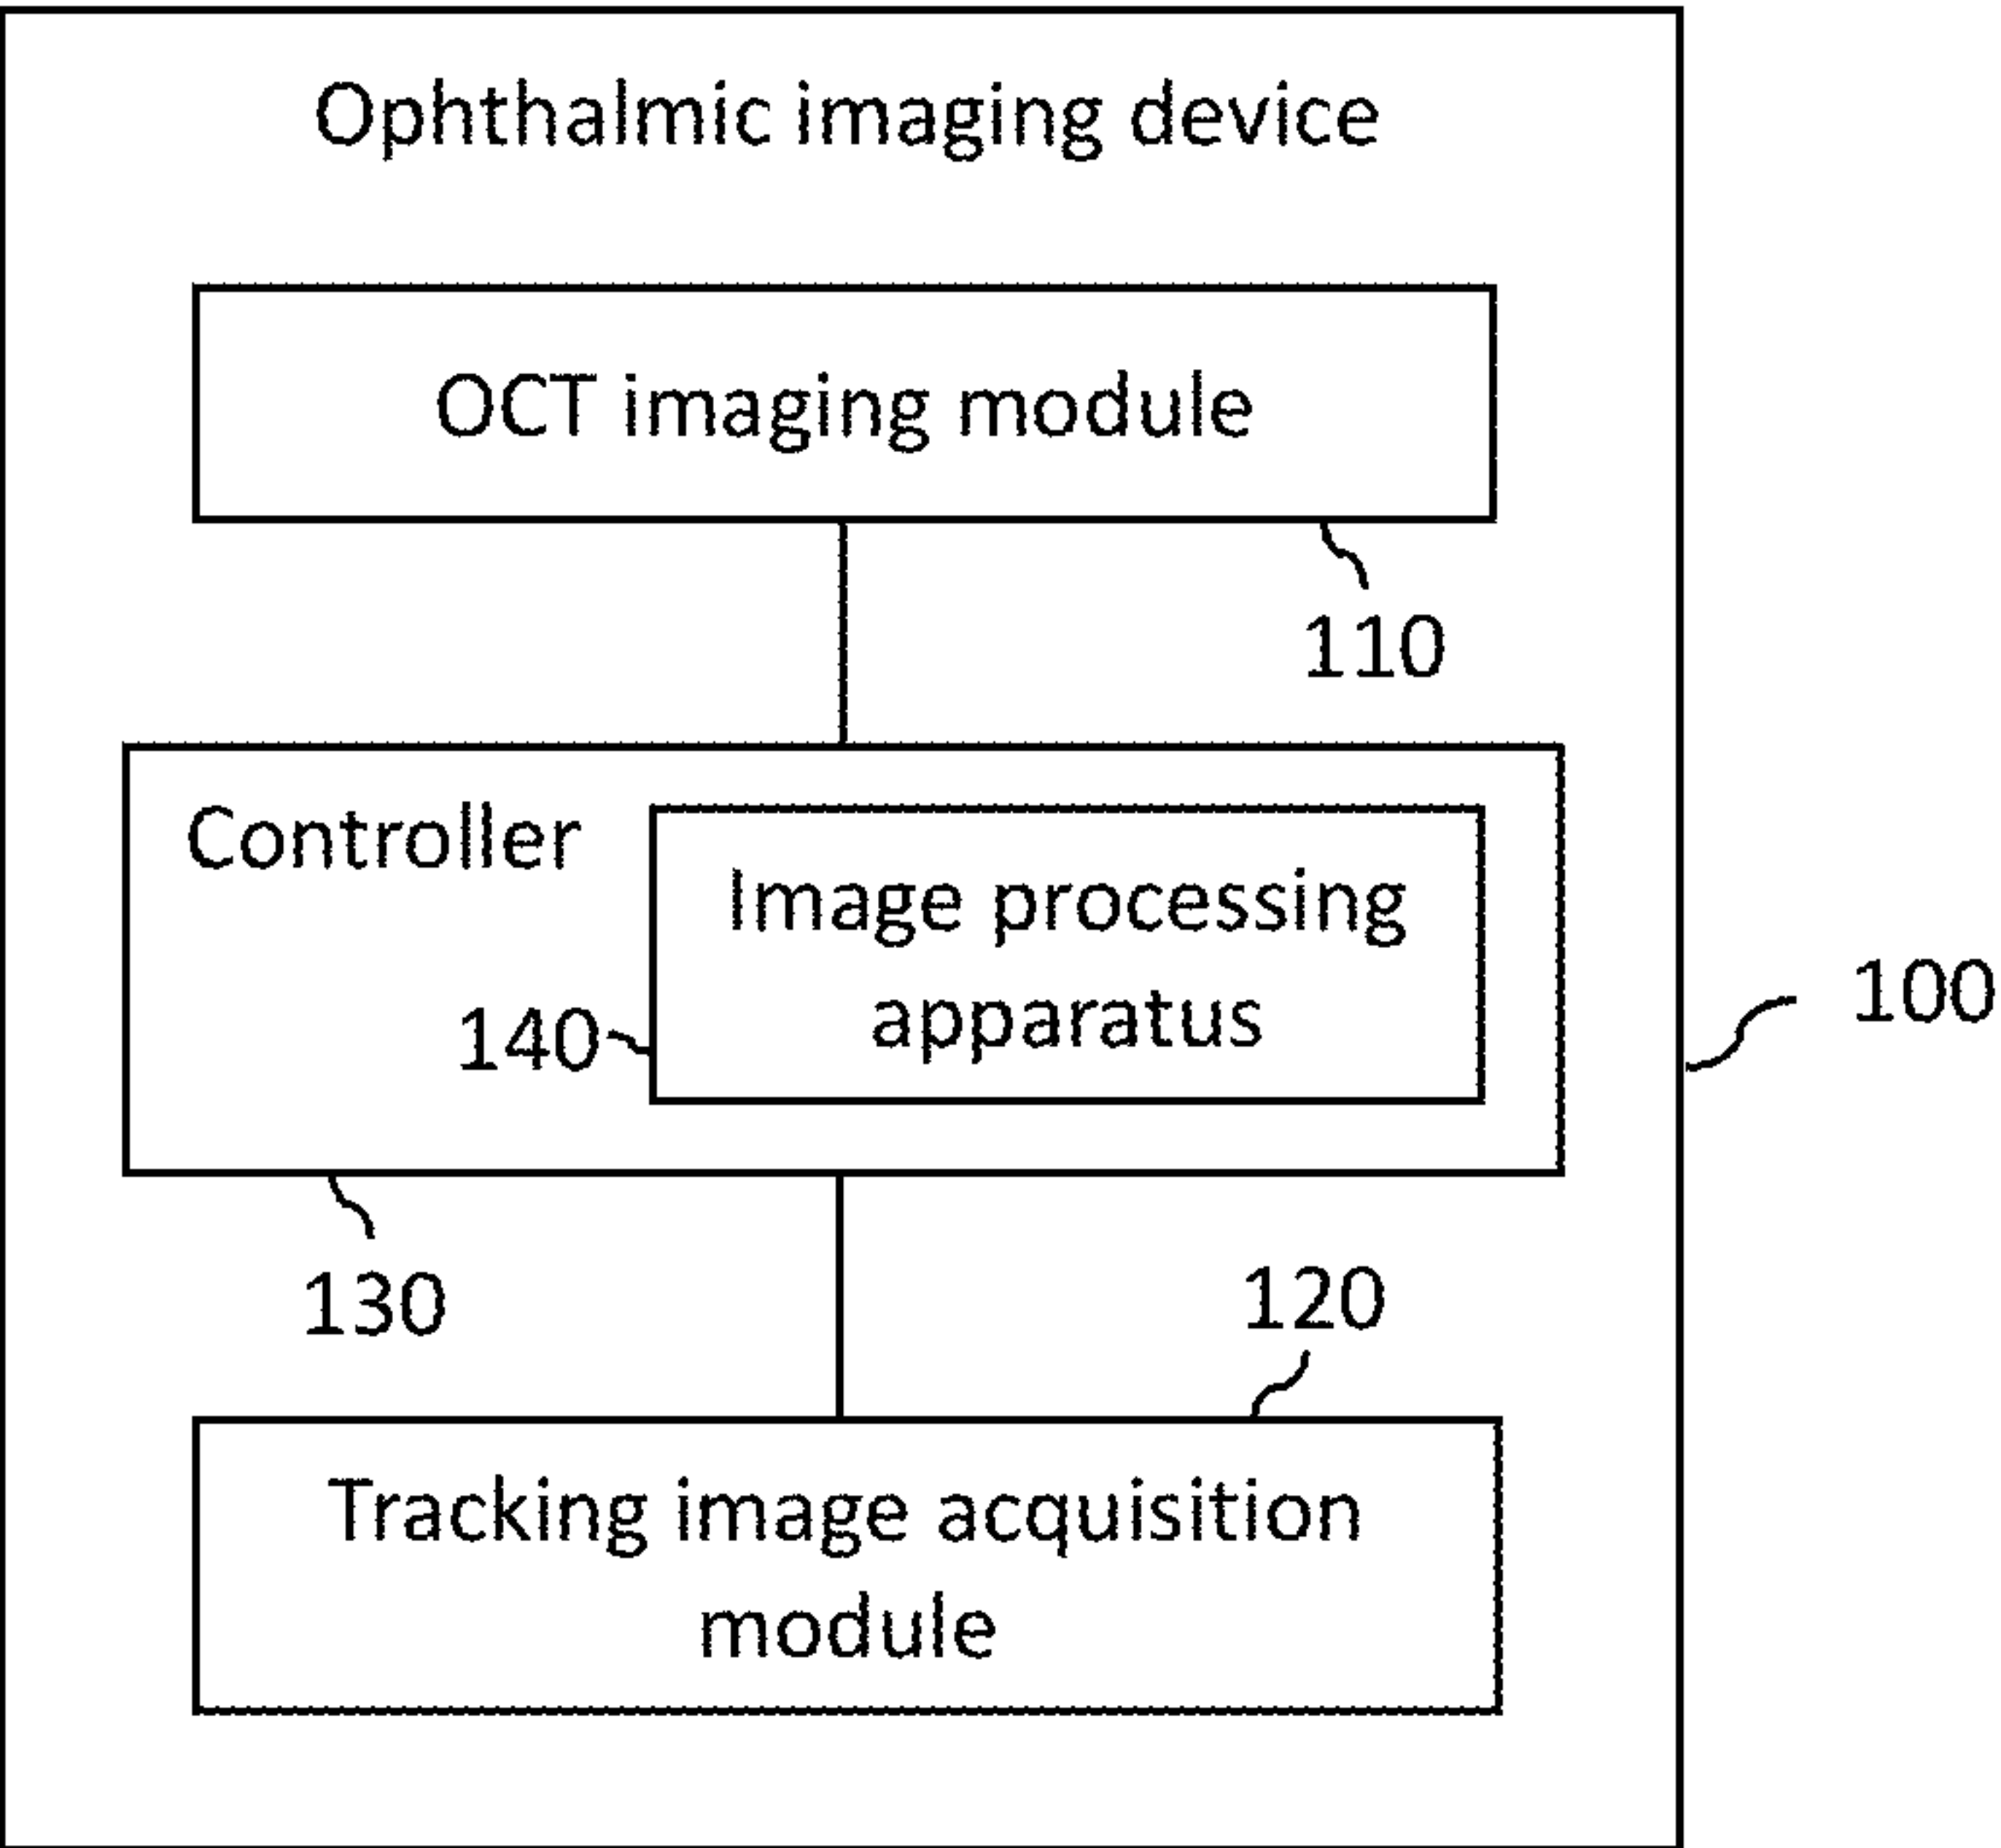 Ophthalmic imaging device
OCT imaging module
110
Controller
Image processing
apparatus
140
100
130
120
Tracking image acquisition
module